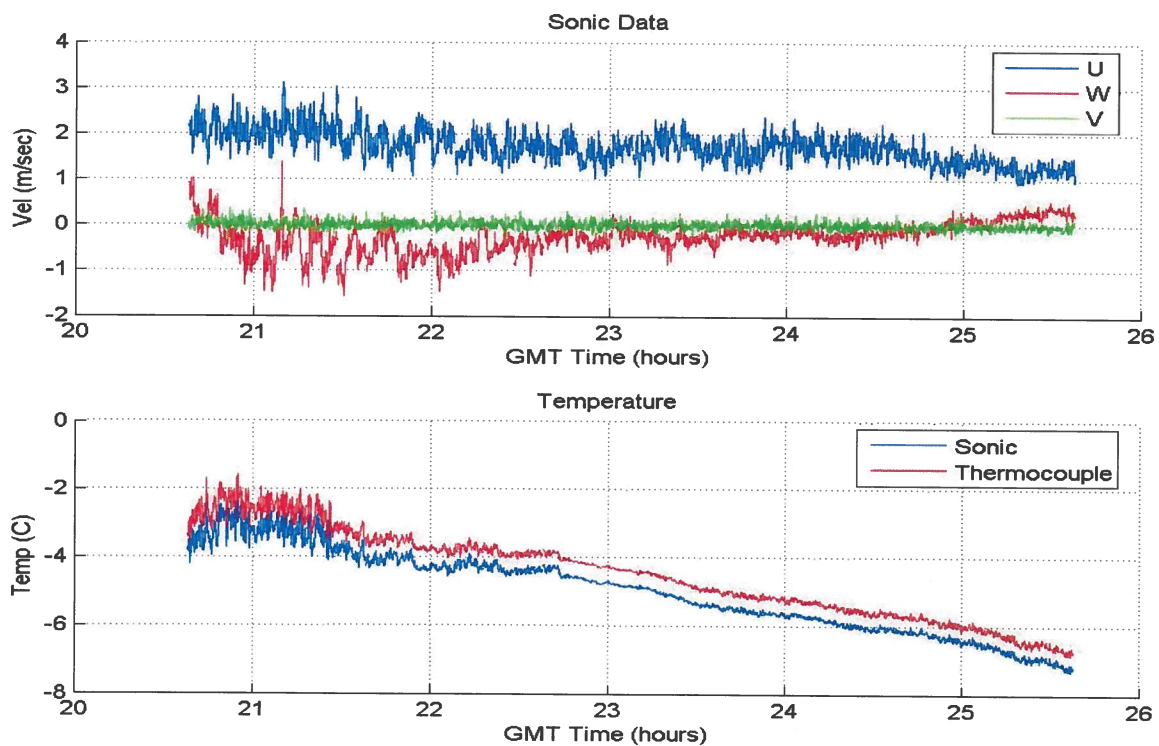 Sonic Data
4
3
2
1
0
-1
-2
Vel (m/sec)
U
W
V
20 21 22 23 24 25 26
GMT Time (hours)
Temperature
0
-2
-4
-6
-8
Temp (C)
Sonic
Thermocouple
20 21 22 23 24 25 26
GMT Time (hours)